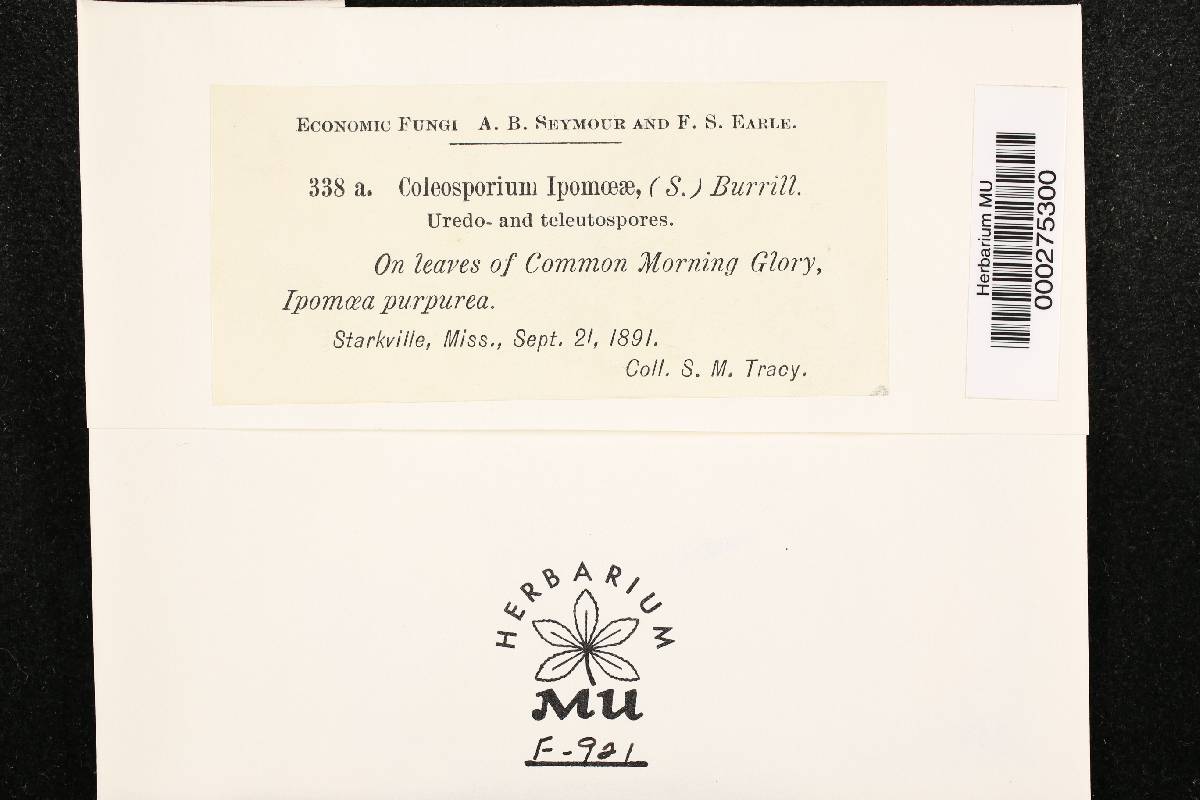 ECONOMIC FUNGI A. B. SEYMOUR AND F. S. EARLE.
338 a. Coleosporium Ipomœæ, (S.) Burrill.
Uredo- and teleutospores.
On leaves of Common Morning Glory,
Ipomœa purpurea.
Starkville, Miss., Sept. 21, 1891.
Coll. S. M. Tracy.
Herbarium MU
000275300
HERBARIUM
MU
F-921